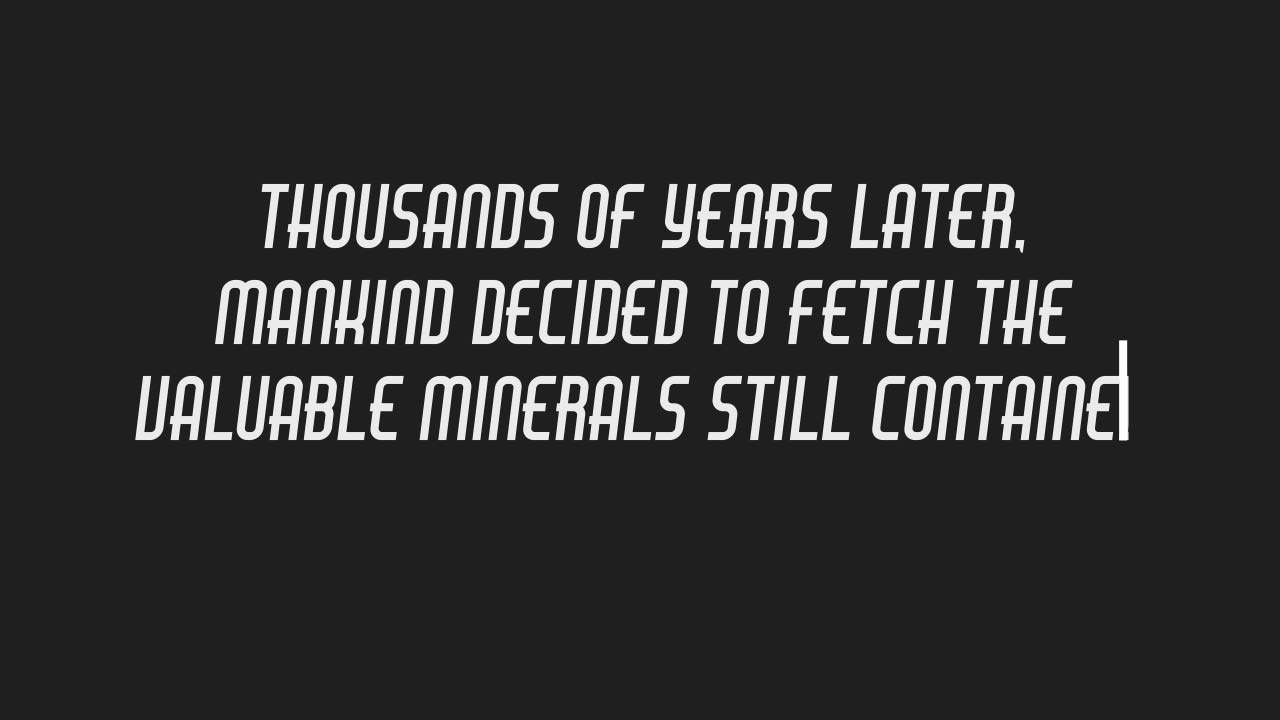 THOUSANDS OF YEARS LATER,
MANKIND DECIDED TO FETCH THE
VALUABLE MINERALS STILL CONTAINE